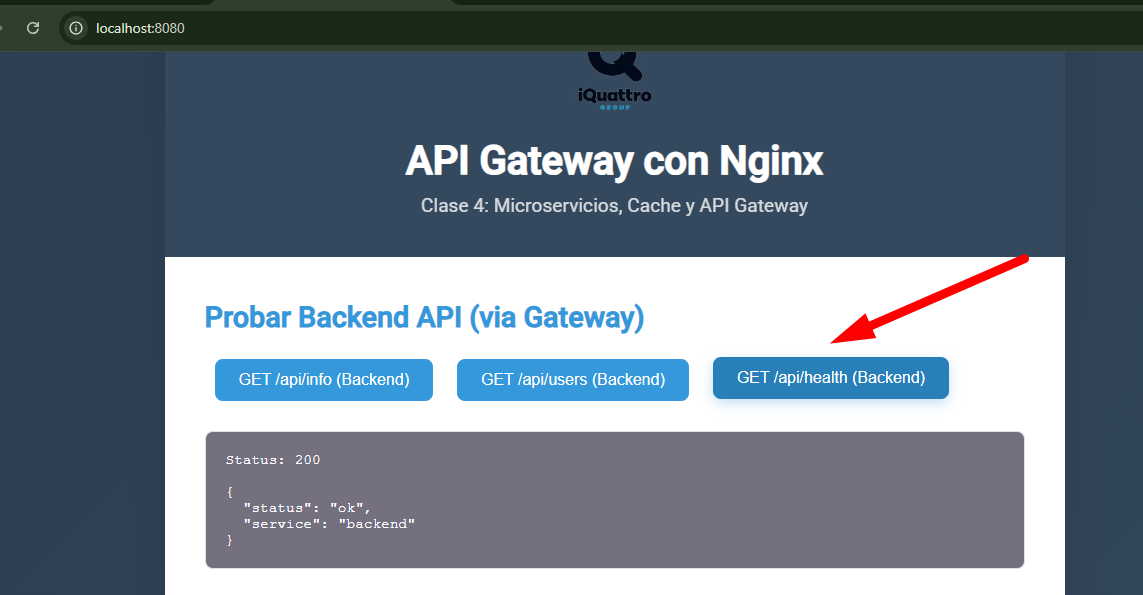 localhost:8080
iQuattro
GROUP
API Gateway con Nginx
Clase 4: Microservicios, Cache y API Gateway
Probar Backend API (via Gateway)
GET /api/info (Backend)
GET /api/users (Backend)
GET /api/health (Backend)
Status: 200
{
"status": "ok",
"service": "backend"
}